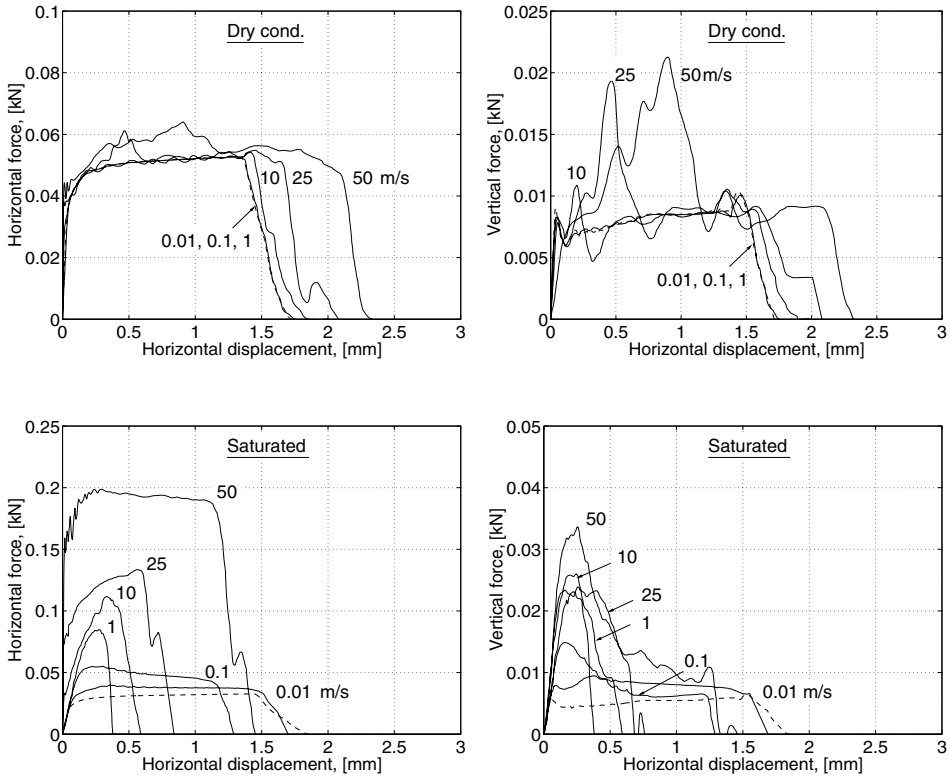 0.1
0.08
0.06
0.04
0.02
0
0 0.5 1 1.5 2 2.5 3
Horizontal force, [kN]
Horizontal displacement, [mm]
Dry cond.
50 m/s
10 25
0.01, 0.1, 1
0.025
0.02
0.015
0.01
0.005
0
0 0.5 1 1.5 2 2.5 3
Vertical force, [kN]
Horizontal displacement, [mm]
Dry cond.
25
50m/s
10
0.01, 0.1, 1
0.25
0.2
0.15
0.1
0.05
0
0 0.5 1 1.5 2 2.5 3
Horizontal force, [kN]
Horizontal displacement, [mm]
Saturated
50
25
10
1
0.1
0.01 m/s
0.05
0.04
0.03
0.02
0.01
0
0 0.5 1 1.5 2 2.5 3
Vertical force, [kN]
Horizontal displacement, [mm]
Saturated
50
10
25
1
0.1
0.01 m/s